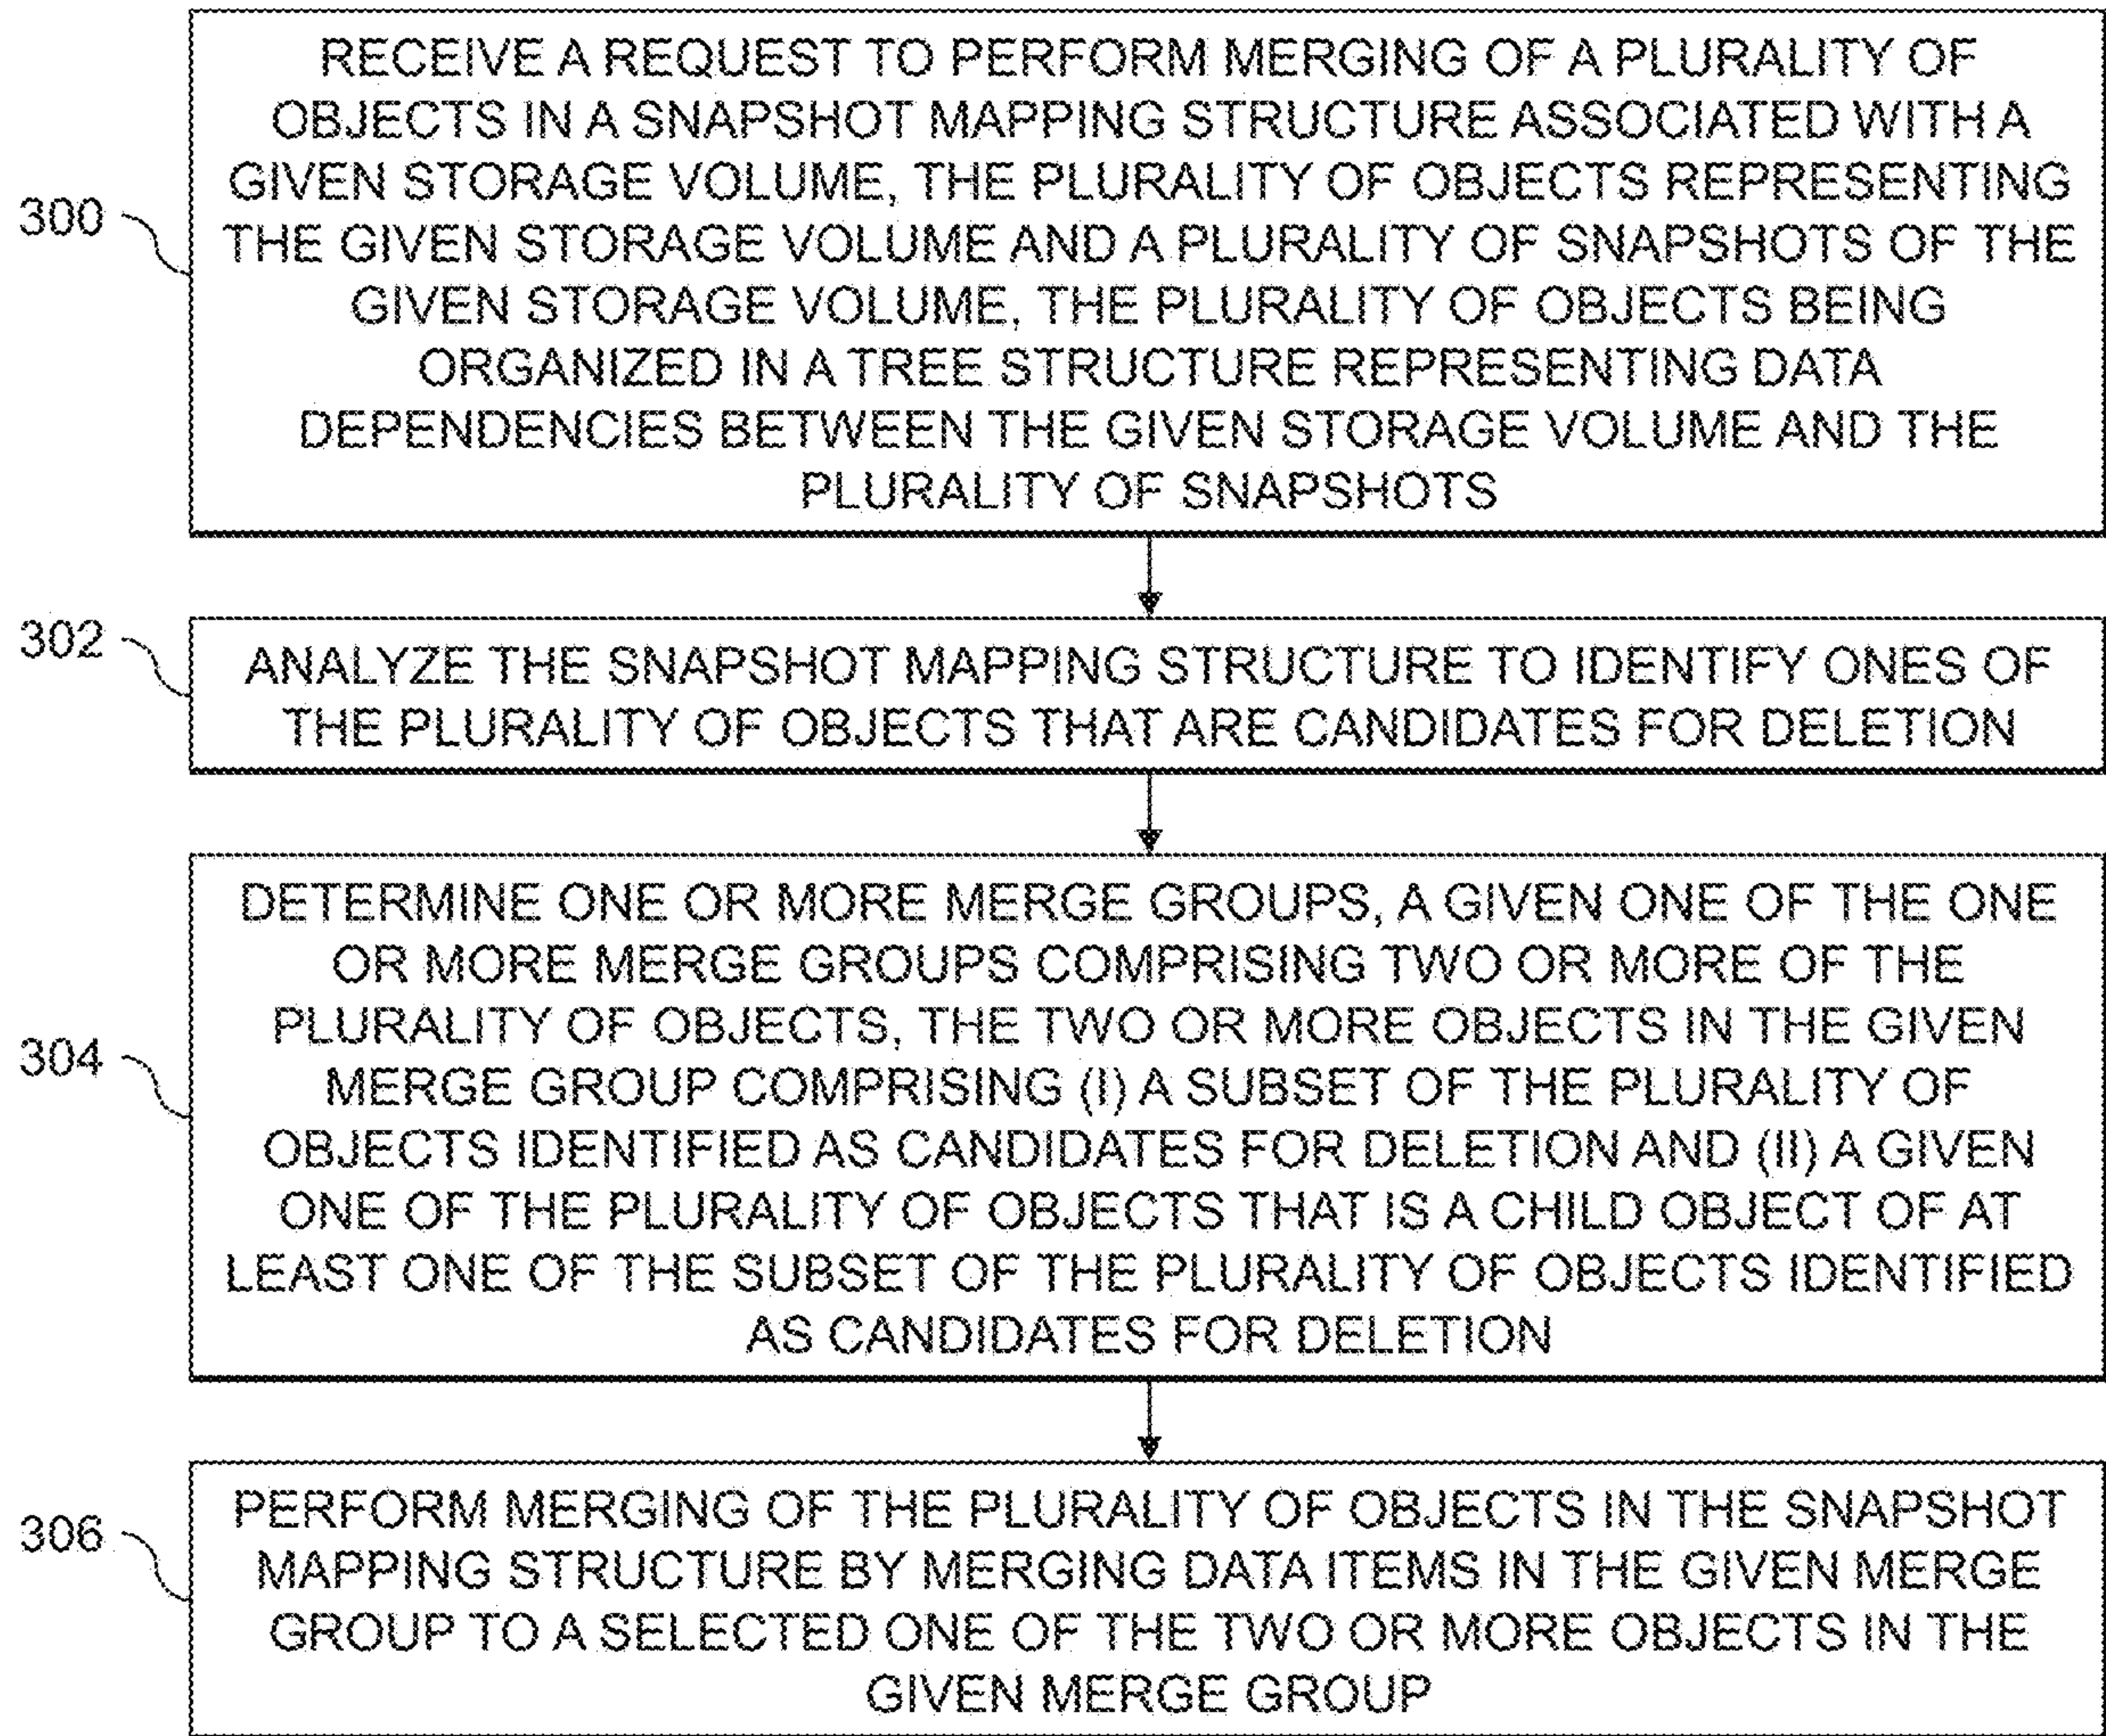 RECEIVE A REQUEST TO PERFORM MERGING OF A PLURALITY OF
OBJECTS IN A SNAPSHOT MAPPING STRUCTURE ASSOCIATED WITH A
GIVEN STORAGE VOLUME, THE PLURALITY OF OBJECTS REPRESENTING
300
THE GIVEN STORAGE VOLUME AND A PLURALITY OF SNAPSHOTS OF THE
GIVEN STORAGE VOLUME, THE PLURALITY OF OBJECTS BEING
ORGANIZED IN A TREE STRUCTURE REPRESENTING DATA
DEPENDENCIES BETWEEN THE GIVEN STORAGE VOLUME AND THE
PLURALITY OF SNAPSHOTS
302
ANALYZE THE SNAPSHOT MAPPING STRUCTURE TO IDENTIFY ONES OF
THE PLURALITY OF OBJECTS THAT ARE CANDIDATES FOR DELETION
DETERMINE ONE OR MORE MERGE GROUPS, A GIVEN ONE OF THE ONE
OR MORE MERGE GROUPS COMPRISING TWO OR MORE OF THE
PLURALITY OF OBJECTS, THE TWO OR MORE OBJECTS IN THE GIVEN
304
MERGE GROUP COMPRISING (I) A SUBSET OF THE PLURALITY OF
OBJECTS IDENTIFIED AS CANDIDATES FOR DELETION AND (II) A GIVEN
ONE OF THE PLURALITY OF OBJECTS THAT IS A CHILD OBJECT OF AT
LEAST ONE OF THE SUBSET OF THE PLURALITY OF OBJECTS IDENTIFIED
AS CANDIDATES FOR DELETION
PERFORM MERGING OF THE PLURALITY OF OBJECTS IN THE SNAPSHOT
306
MAPPING STRUCTURE BY MERGING DATA ITEMS IN THE GIVEN MERGE
GROUP TO A SELECTED ONE OF THE TWO OR MORE OBJECTS IN THE
GIVEN MERGE GROUP